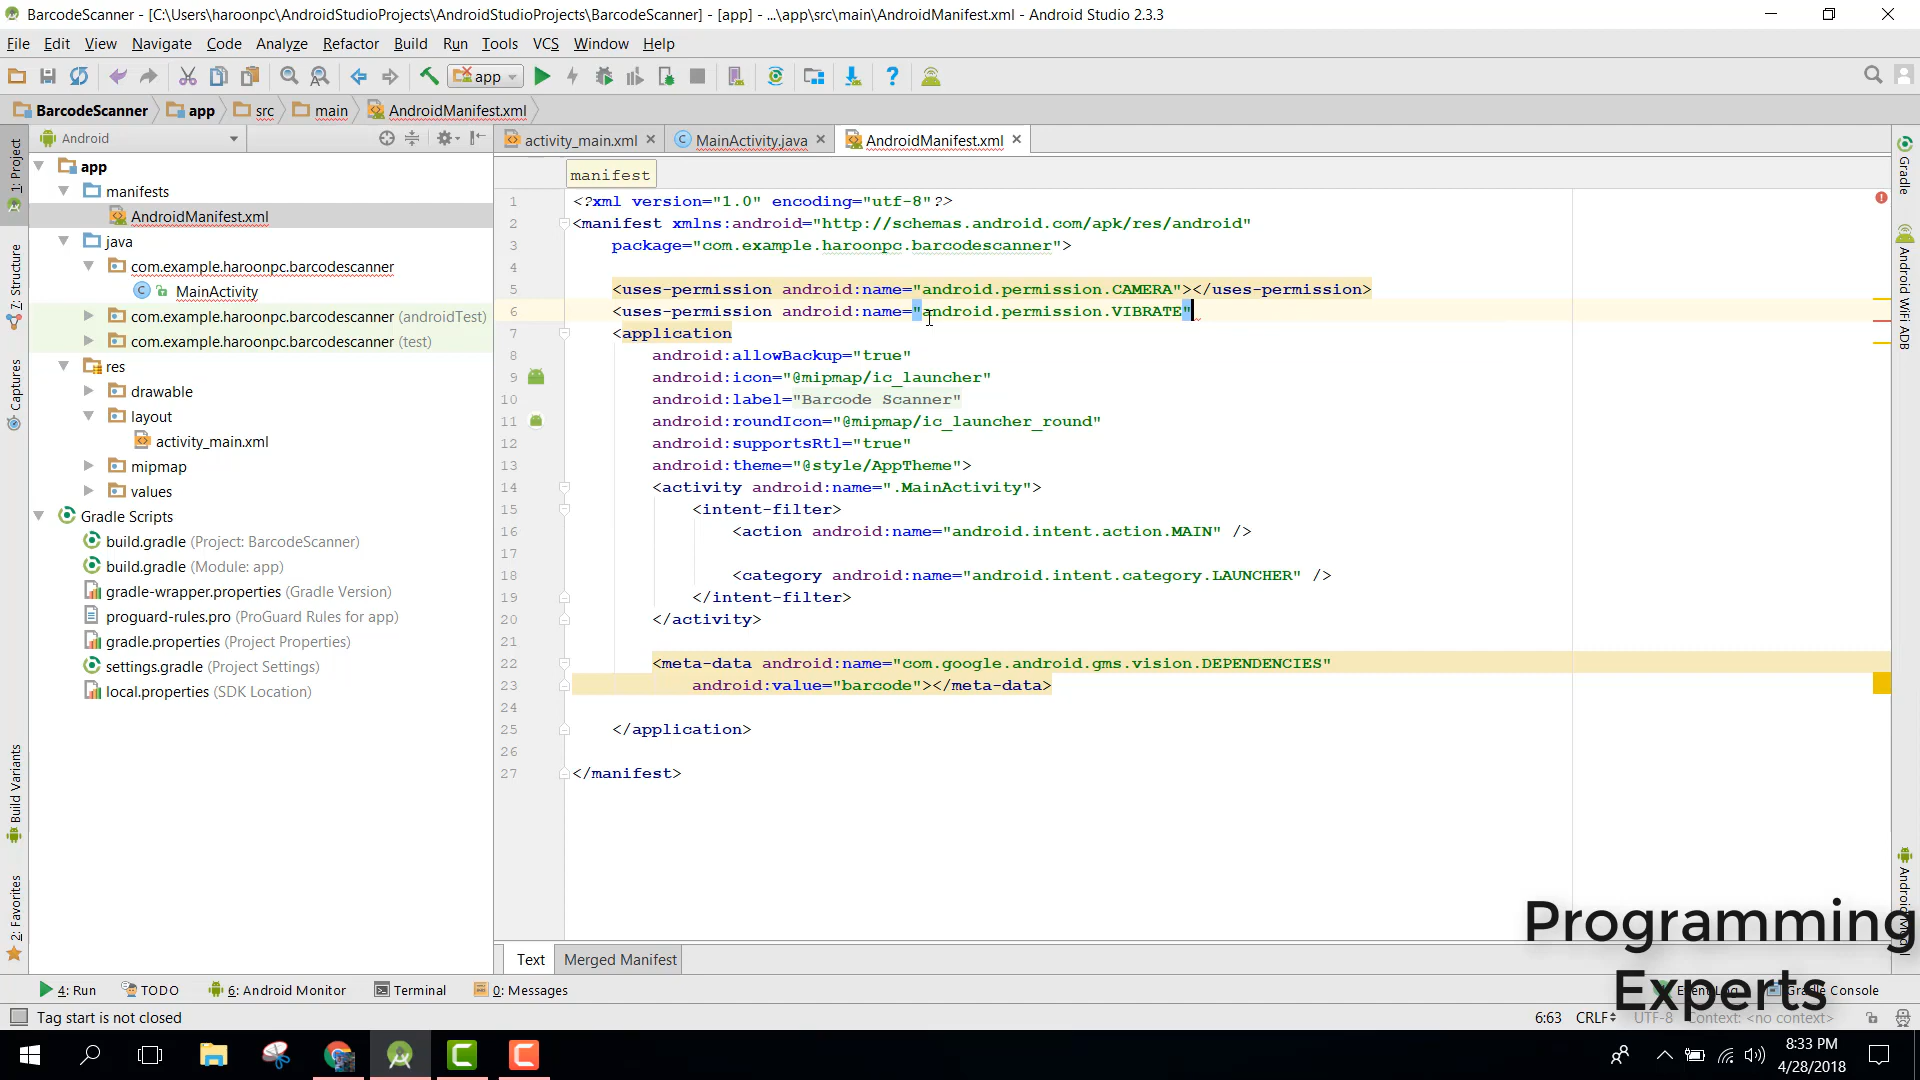 BarcodeScanner - [C:\Users\haroonpc\AndroidStudioProjects\AndroidStudioProjects\BarcodeScanner] - [app] - ...\app\src\main\AndroidManifest.xml - Android Studio 2.3.3
File Edit View Navigate Code Analyze Refactor Build Run Tools VCS Window Help
app
BarcodeScanner app src main AndroidManifest.xml
Android
activity_main.xml MainActivity.java AndroidManifest.xml
manifest
1: Project
7: Structure
Captures
Build Variants
2: Favorites
app
manifests
AndroidManifest.xml
java
com.example.haroonpc.barcodescanner
MainActivity
com.example.haroonpc.barcodescanner (androidTest)
com.example.haroonpc.barcodescanner (test)
res
drawable
layout
activity_main.xml
mipmap
values
Gradle Scripts
build.gradle (Project: BarcodeScanner)
build.gradle (Module: app)
gradle-wrapper.properties (Gradle Version)
proguard-rules.pro (ProGuard Rules for app)
gradle.properties (Project Properties)
settings.gradle (Project Settings)
local.properties (SDK Location)
1 <?xml version="1.0" encoding="utf-8"?>
2 <manifest xmlns:android="http://schemas.android.com/apk/res/android"
3 package="com.example.haroonpc.barcodescanner">
4
5 <uses-permission android:name="android.permission.CAMERA"></uses-permission>
6 <uses-permission android:name="android.permission.VIBRATE"
7 <application
8 android:allowBackup="true"
9 android:icon="@mipmap/ic_launcher"
10 android:label="Barcode Scanner"
11 android:roundIcon="@mipmap/ic_launcher_round"
12 android:supportsRtl="true"
13 android:theme="@style/AppTheme">
14 <activity android:name=".MainActivity">
15 <intent-filter>
16 <action android:name="android.intent.action.MAIN" />
17
18 <category android:name="android.intent.category.LAUNCHER" />
19 </intent-filter>
20 </activity>
21
22 <meta-data android:name="com.google.android.gms.vision.DEPENDENCIES"
23 android:value="barcode"></meta-data>
24
25 </application>
26
27 </manifest>
Gradle
Android WiFi ADB
Programming
Experts
Text Merged Manifest
4: Run TODO 6: Android Monitor Terminal 0: Messages Gradle Console
Tag start is not closed
6:63 CRLF UTF-8 Context: <no context>
8:33 PM
4/28/2018